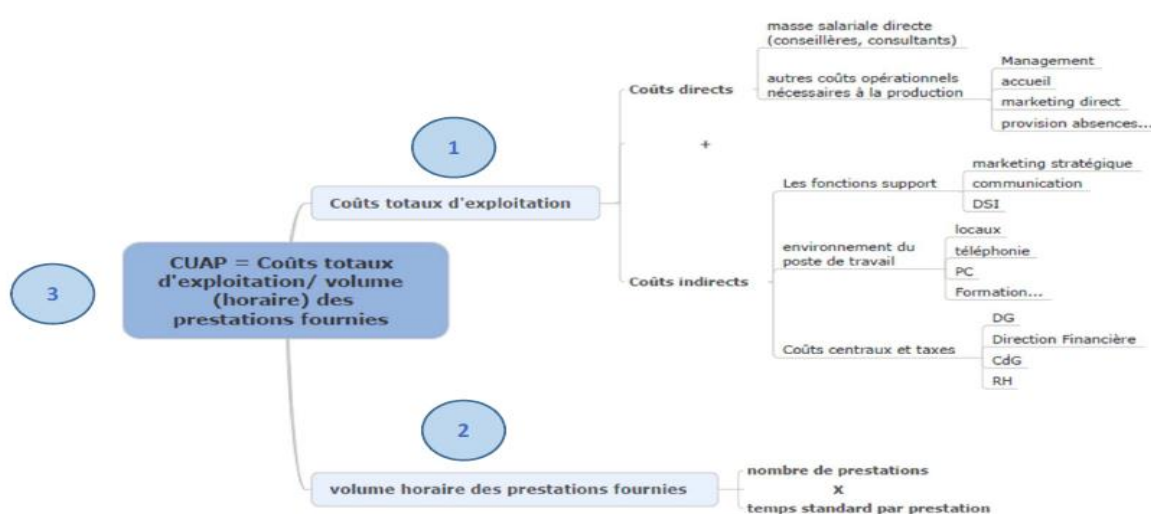 masse salariale directe
(conseillères, consultants)
autres coûts opérationnels
nécessaires à la production
Management
accueil
marketing direct
provision absences...
Coûts directs
+
1
Coûts totaux d'exploitation
Les fonctions support
marketing stratégique
communication
DSI
environnement du
poste de travail
locaux
téléphonie
PC
Formation...
Coûts indirects
Coûts centraux et taxes
DG
Direction Financière
CdG
RH
3
CUAP = Coûts totaux
d'exploitation/ volume
(horaire) des
prestations fournies
2
volume horaire des prestations fournies
nombre de prestations
X
temps standard par prestation